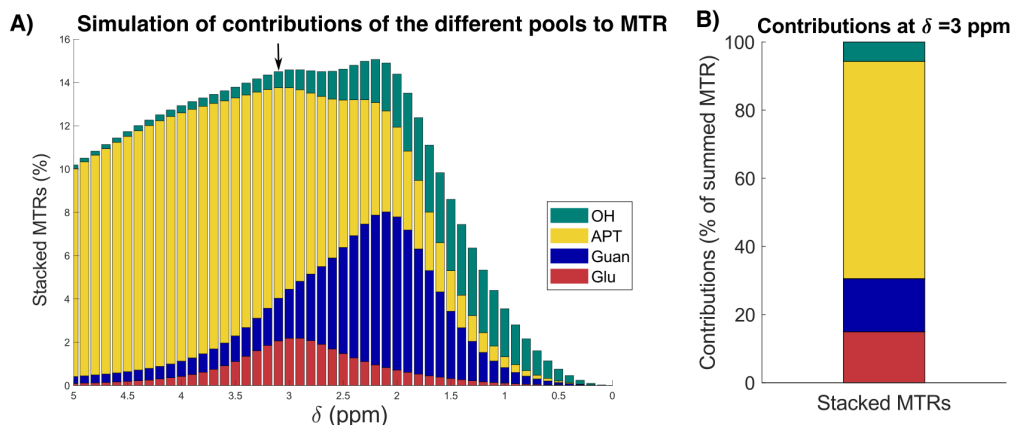 A)
Simulation of contributions of the different pools to MTR
Stacked MTRs (%)
16
14
12
10
8
6
4
2
0
5
4.5
4
3.5
3
2.5
2
1.5
1
0.5
0
δ (ppm)
OH
APT
Guan
Glu
B)
Contributions at δ =3 ppm
Contributions (% of summed MTR)
100
80
60
40
20
0
Stacked MTRs